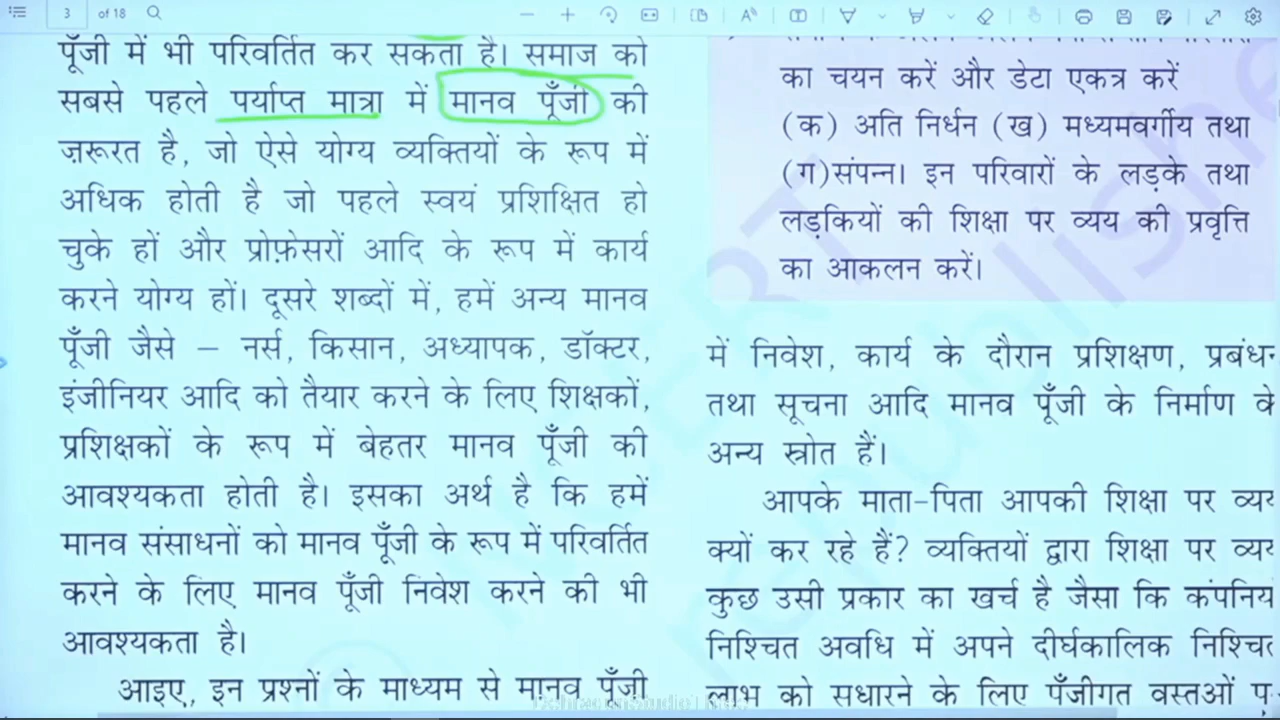 3 of 18
पूँजी में भी परिवर्तित कर सकता है। समाज को
सबसे पहले पर्याप्त मात्रा में मानव पूँजी की
ज़रूरत है, जो ऐसे योग्य व्यक्तियों के रूप में
अधिक होती है जो पहले स्वयं प्रशिक्षित हो
चुके हों और प्रोफ़ेसरों आदि के रूप में कार्य
करने योग्य हों। दूसरे शब्दों में, हमें अन्य मानव
पूँजी जैसे – नर्स, किसान, अध्यापक, डॉक्टर,
इंजीनियर आदि को तैयार करने के लिए शिक्षकों,
प्रशिक्षकों के रूप में बेहतर मानव पूँजी की
आवश्यकता होती है। इसका अर्थ है कि हमें
मानव संसाधनों को मानव पूँजी के रूप में परिवर्तित
करने के लिए मानव पूँजी निवेश करने की भी
आवश्यकता है।
आइए, इन प्रश्नों के माध्यम से मानव पूँजी
का चयन करें और डेटा एकत्र करें
(क) अति निर्धन (ख) मध्यमवर्गीय तथा
(ग)संपन्न। इन परिवारों के लड़के तथा
लड़कियों की शिक्षा पर व्यय की प्रवृत्ति
का आकलन करें।
में निवेश, कार्य के दौरान प्रशिक्षण, प्रबंधन
तथा सूचना आदि मानव पूँजी के निर्माण के
अन्य स्रोत हैं।
आपके माता-पिता आपकी शिक्षा पर व्यय
क्यों कर रहे हैं? व्यक्तियों द्वारा शिक्षा पर व्यय
कुछ उसी प्रकार का खर्च है जैसा कि
निश्चित अवधि में अपने दीर्घकालिक निश्चित
लाभ को सुधारने के लिए पूँजीगत वस्तुओं